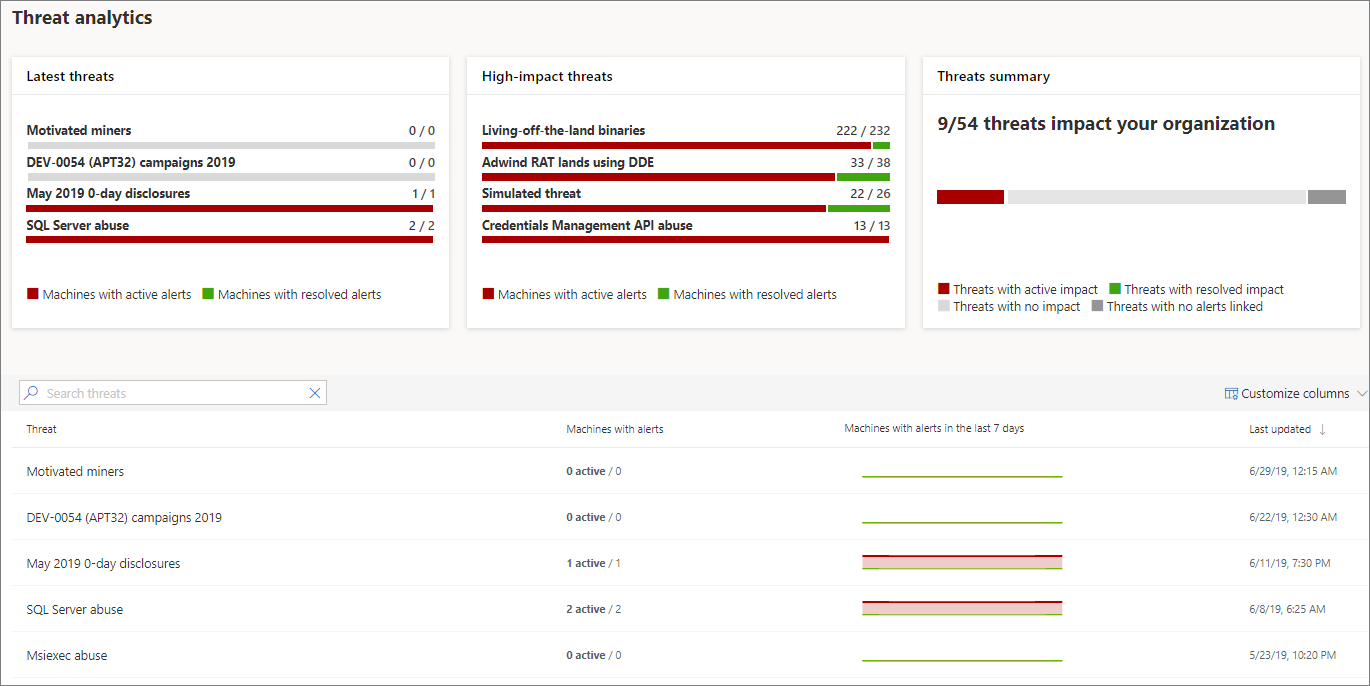 Threat analytics
Latest threats
Motivated miners 0 / 0
DEV-0054 (APT32) campaigns 2019 0 / 0
May 2019 0-day disclosures 1 / 1
SQL Server abuse 2 / 2
Machines with active alerts Machines with resolved alerts
High-impact threats
Living-off-the-land binaries 222 / 232
Adwind RAT lands using DDE 33 / 38
Simulated threat 22 / 26
Credentials Management API abuse 13 / 13
Machines with active alerts Machines with resolved alerts
Threats summary
9/54 threats impact your organization
Threats with active impact Threats with resolved impact
Threats with no impact Threats with no alerts linked
Search threats Customize columns
Threat Machines with alerts Machines with alerts in the last 7 days Last updated
Motivated miners 0 active / 0 6/29/19, 12:15 AM
DEV-0054 (APT32) campaigns 2019 0 active / 0 6/22/19, 12:30 AM
May 2019 0-day disclosures 1 active / 1 6/11/19, 7:30 PM
SQL Server abuse 2 active / 2 6/8/19, 6:25 AM
Msiexec abuse 0 active / 0 5/23/19, 10:20 PM